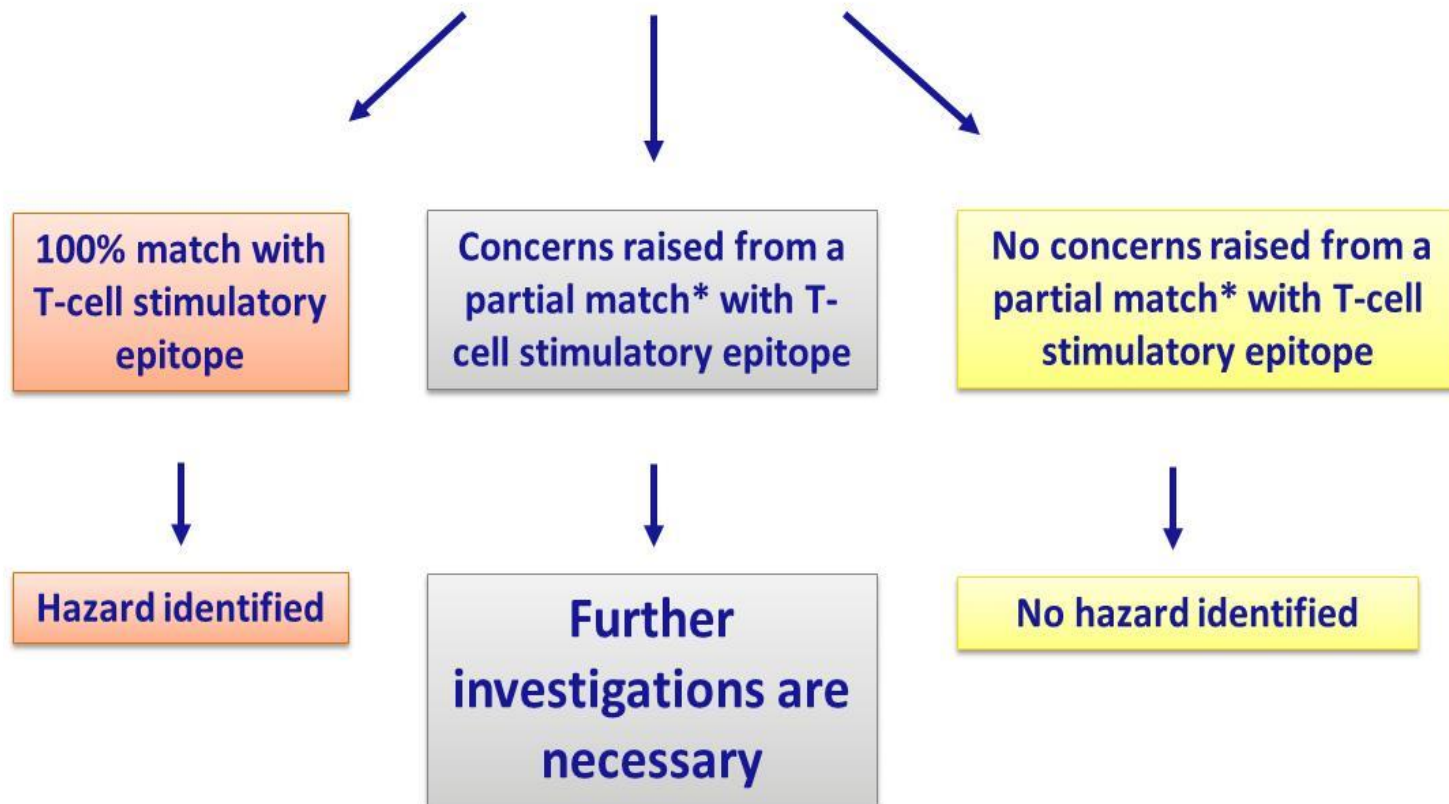 100% match with
T-cell stimulatory
epitope
Concerns raised from a
partial match* with T-
cell stimulatory epitope
No concerns raised from a
partial match* with T-cell
stimulatory epitope
Hazard identified
Further
investigations are
necessary
No hazard identified